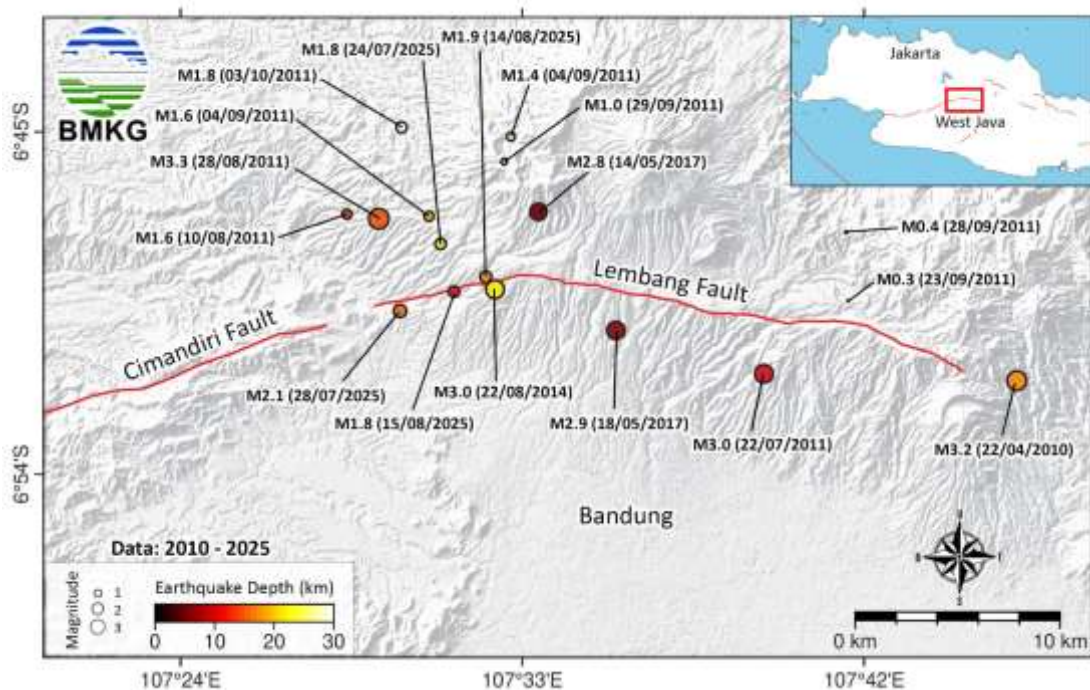 BMKG
M1.9 (14/08/2025)
M1.8 (24/07/2025)
M1.8 (03/10/2011)
M1.4 (04/09/2011)
M1.6 (04/09/2011)
M1.0 (29/09/2011)
M3.3 (28/08/2011)
M2.8 (14/05/2017)
M1.6 (10/08/2011)
M0.4 (28/09/2011)
M0.3 (23/09/2011)
Jakarta
West Java
Lembang Fault
Cimandiri Fault
M2.1 (28/07/2025)
M3.0 (22/08/2014)
M1.8 (15/08/2025)
M2.9 (18/05/2017)
M3.0 (22/07/2011)
M3.2 (22/04/2010)
Bandung
6°45'S
6°54'S
Data: 2010 - 2025
Magnitude
1
2
3
Earthquake Depth (km)
0 10 20 30
0 km 10 km
107°24' 107°33' 107°42'